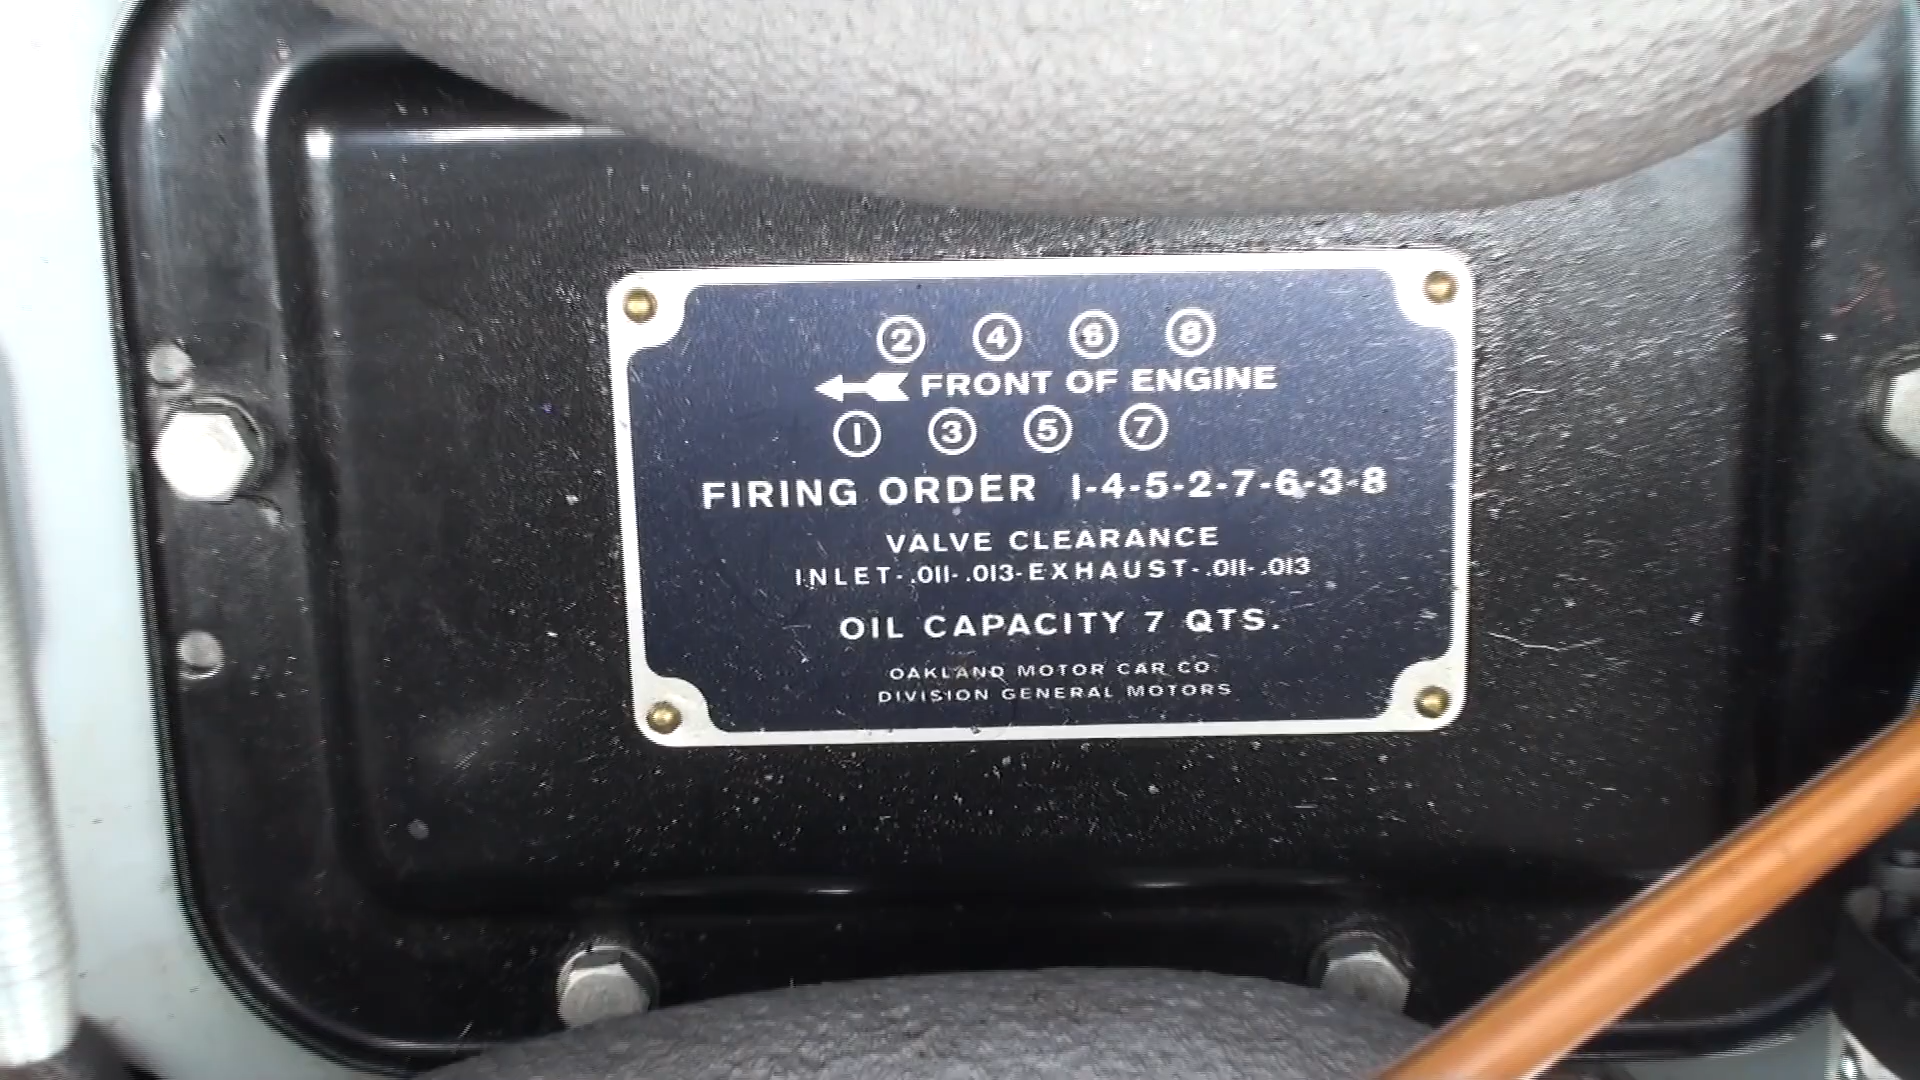 2 4 6 8
FRONT OF ENGINE
1 3 5 7
FIRING ORDER 1-4-5-2-7-6-3-8
VALVE CLEARANCE
INLET-.011-.013-EXHAUST-.011-.013
OIL CAPACITY 7 QTS.
OAKLAND MOTOR CAR CO.
DIVISION GENERAL MOTORS